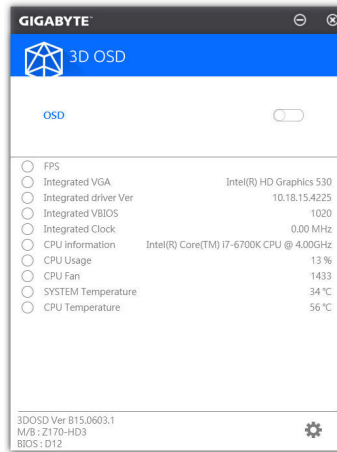 GIGABYTE™
3D OSD
OSD
FPS
Integrated VGA Intel(R) HD Graphics 530
Integrated driver Ver 10.18.15.4225
Integrated VBIOS 1020
Integrated Clock 0.00 MHz
CPU information Intel(R) Core(TM) i7-6700K CPU @ 4.00GHz
CPU Usage 13 %
CPU Fan 1433
SYSTEM Temperature 34 °C
CPU Temperature 56 °C
3DOSD Ver B15.0603.1
M/B : Z170-HD3
BIOS : D12